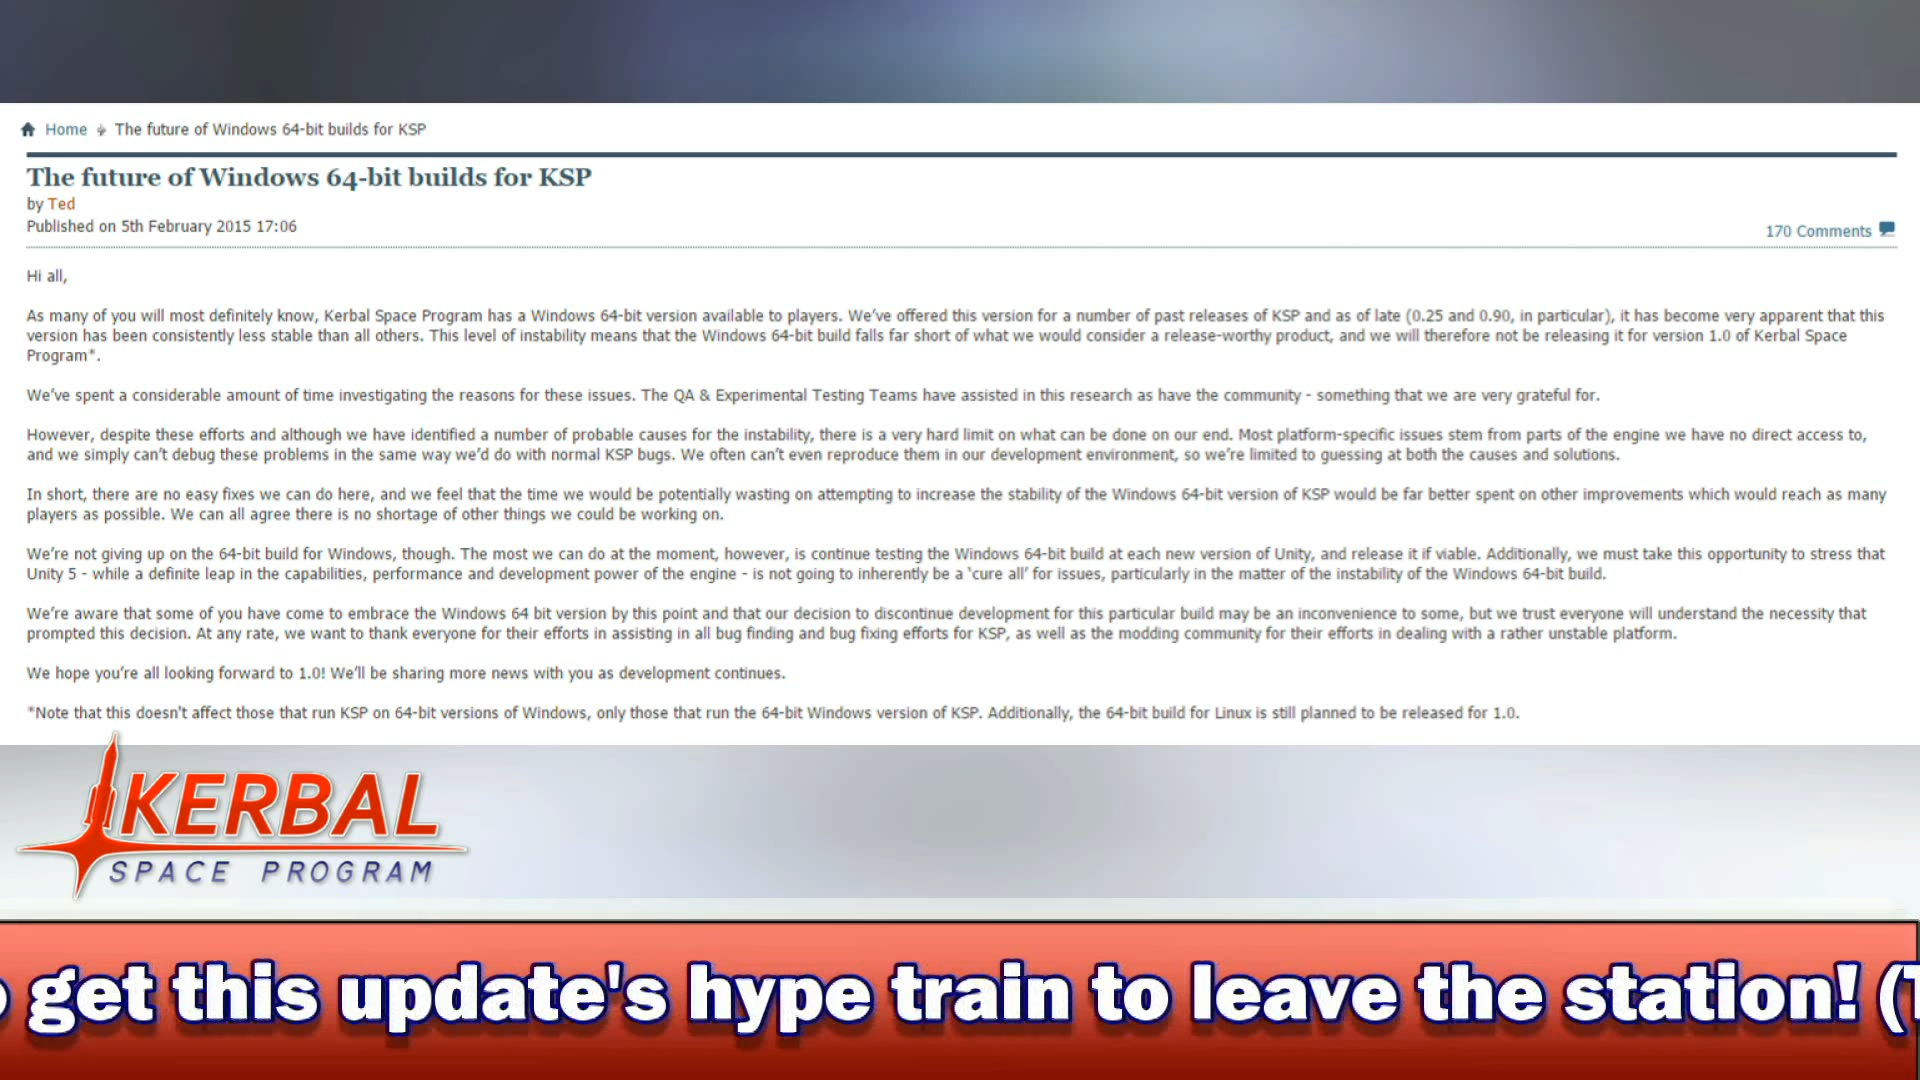 Home The future of Windows 64-bit builds for KSP
The future of Windows 64-bit builds for KSP
by Ted
Published on 5th February 2015 17:06
170 Comments
Hi all,
As many of you will most definitely know, Kerbal Space Program has a Windows 64-bit version available to players. We've offered this version for a number of past releases of KSP and as of late (0.25 and 0.90, in particular), it has become very apparent that this
version has been consistently less stable than all others. This level of instability means that the Windows 64-bit build falls far short of what we would consider a release-worthy product, and we will therefore not be releasing it for version 1.0 of Kerbal Space
Program*.
We've spent a considerable amount of time investigating the reasons for these issues. The QA & Experimental Testing Teams have assisted in this research as have the community - something that we are very grateful for.
However, despite these efforts and although we have identified a number of probable causes for the instability, there is a very hard limit on what can be done on our end. Most platform-specific issues stem from parts of the engine we have no direct access to,
and we simply can't debug these problems in the same way we'd do with normal KSP bugs. We often can't even reproduce them in our development environment, so we're limited to guessing at both the causes and solutions.
In short, there are no easy fixes we can do here, and we feel that the time we would be potentially wasting on attempting to increase the stability of the Windows 64-bit version of KSP would be far better spent on other improvements which would reach as many
players as possible. We can all agree there is no shortage of other things we could be working on.
We're not giving up on the 64-bit build for Windows, though. The most we can do at the moment, however, is continue testing the Windows 64-bit build at each new version of Unity, and release it if viable. Additionally, we must take this opportunity to stress that
Unity 5 - while a definite leap in the capabilities, performance and development power of the engine - is not going to inherently be a 'cure all' for issues, particularly in the matter of the instability of the Windows 64-bit build.
We're aware that some of you have come to embrace the Windows 64 bit version by this point and that our decision to discontinue development for this particular build may be an inconvenience to some, but we trust everyone will understand the necessity that
prompted this decision. At any rate, we want to thank everyone for their efforts in assisting in all bug finding and bug fixing efforts for KSP, as well as the modding community for their efforts in dealing with a rather unstable platform.
We hope you're all looking forward to 1.0! We'll be sharing more news with you as development continues.
*Note that this doesn't affect those that run KSP on 64-bit versions of Windows, only those that run the 64-bit Windows version of KSP. Additionally, the 64-bit build for Linux is still planned to be released for 1.0.
KERBAL
SPACE PROGRAM
get this update's hype train to leave the station!